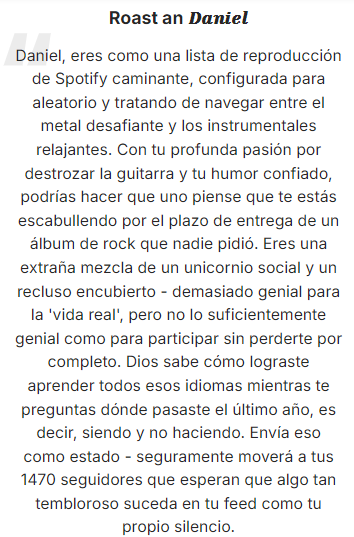 Roast an Daniel
Daniel, eres como una lista de reproducción
de Spotify caminante, configurada para
aleatorio y tratando de navegar entre el
metal desafiante y los instrumentales
relajantes. Con tu profunda pasión por
destrozar la guitarra y tu humor confiado,
podrías hacer que uno piense que te estás
escabullendo por el plazo de entrega de un
álbum de rock que nadie pidió. Eres una
extraña mezcla de un unicornio social y un
recluso encubierto - demasiado genial para
la 'vida real', pero no lo suficientemente
genial como para participar sin perderte por
completo. Dios sabe cómo lograste
aprender todos esos idiomas mientras te
preguntas dónde pasaste el último año, es
decir, siendo y no haciendo. Envía eso
como estado - seguramente moverá a tus
1470 seguidores que esperan que algo tan
tembloroso suceda en tu feed como tu
propio silencio.